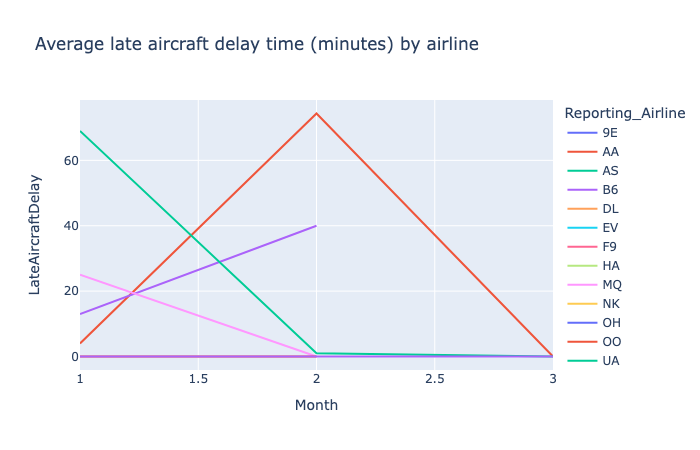 Average late aircraft delay time (minutes) by airline
Reporting_Airline
9E
AA
AS
B6
DL
EV
F9
HA
MQ
NK
OH
OO
UA
LateAircraftDelay
60
40
20
0
1
1.5
2
2.5
3
Month